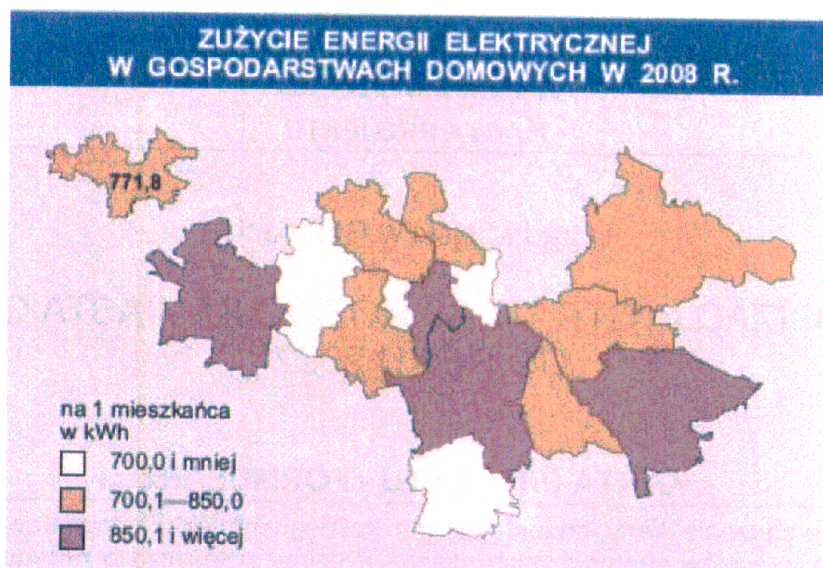 ZUŻYCIE ENERGII ELEKTRYCZNEJ
W GOSPODARSTWACH DOMOWYCH W 2008 R.
771,8
na 1 mieszkańca
w kWh
700,0 i mniej
700,1—850,0
850,1 i więcej